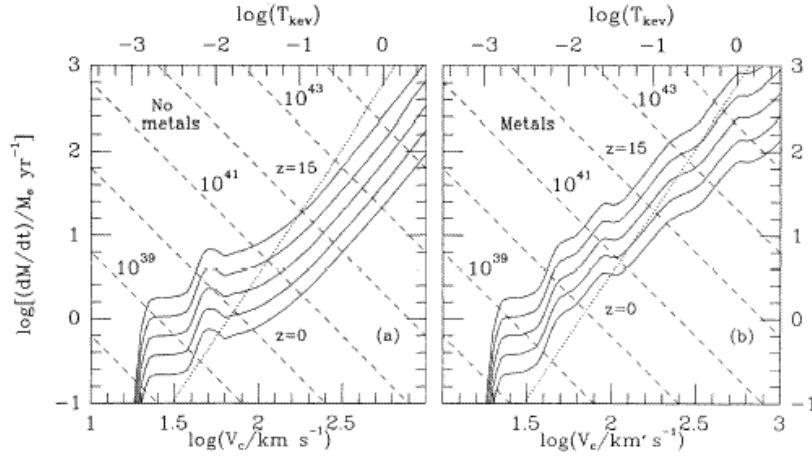 log(T_kev) log(T_kev)
−3 −2 −1 0 −3 −2 −1 0
3 3
No metals 10^43 Metals 10^43
2 2
10^41 z=15 10^41 z=15
1 1
10^39 10^39
0 0
z=0 (a) z=0 (b)
−1 −1
1 1.5 2 2.5 1.5 2 2.5 3
log(V_c/km s^−1) log(V_c/km s^−1)
log[(dM/dt)/M_⊙ yr^−1]